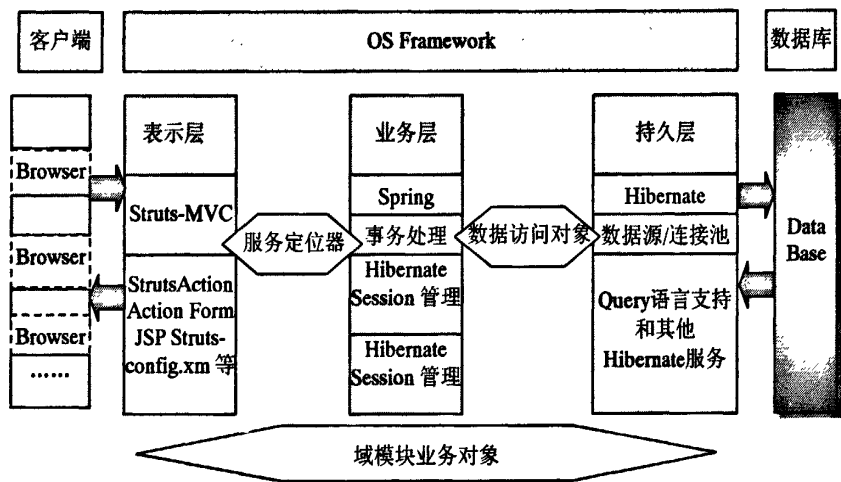 客户端
OS Framework
数据库
Browser
Browser
Browser
……
表示层
Struts-MVC
StrutsAction
Action Form
JSP Struts-
config.xm 等
服务定位器
业务层
Spring
事务处理
Hibernate
Session 管理
Hibernate
Session 管理
数据访问对象
持久层
Hibernate
数据源/连接池
Query语言支持
和其他
Hibernate服务
Data
Base
域模块业务对象